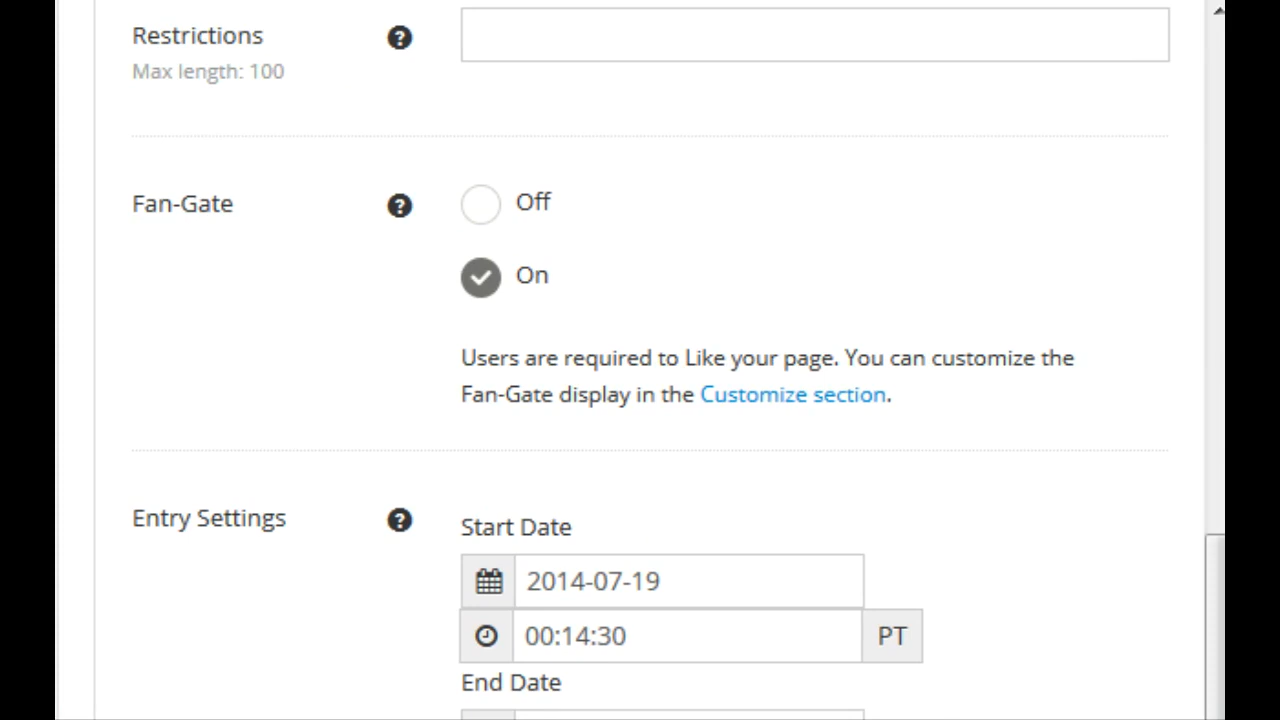 Restrictions
Max length: 100
Fan-Gate
Off
On
Users are required to Like your page. You can customize the
Fan-Gate display in the Customize section.
Entry Settings
Start Date
2014-07-19
00:14:30 PT
End Date